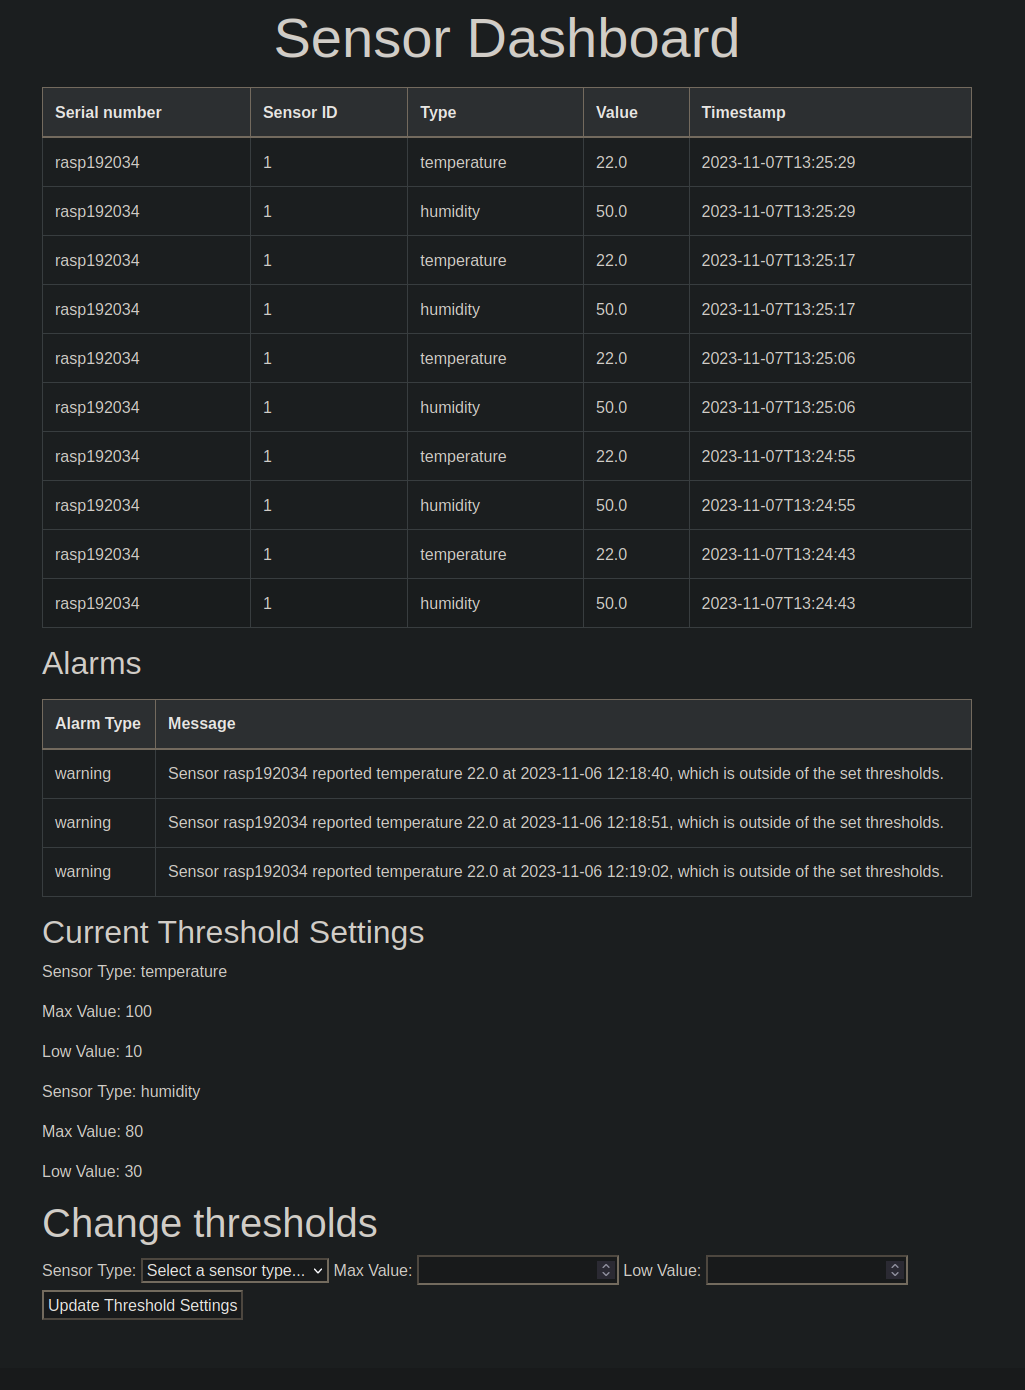 Sensor Dashboard
Serial number Sensor ID Type Value Timestamp
rasp192034 1 temperature 22.0 2023-11-07T13:25:29
rasp192034 1 humidity 50.0 2023-11-07T13:25:29
rasp192034 1 temperature 22.0 2023-11-07T13:25:17
rasp192034 1 humidity 50.0 2023-11-07T13:25:17
rasp192034 1 temperature 22.0 2023-11-07T13:25:06
rasp192034 1 humidity 50.0 2023-11-07T13:25:06
rasp192034 1 temperature 22.0 2023-11-07T13:24:55
rasp192034 1 humidity 50.0 2023-11-07T13:24:55
rasp192034 1 temperature 22.0 2023-11-07T13:24:43
rasp192034 1 humidity 50.0 2023-11-07T13:24:43
Alarms
Alarm Type Message
warning Sensor rasp192034 reported temperature 22.0 at 2023-11-06 12:18:40, which is outside of the set thresholds.
warning Sensor rasp192034 reported temperature 22.0 at 2023-11-06 12:18:51, which is outside of the set thresholds.
warning Sensor rasp192034 reported temperature 22.0 at 2023-11-06 12:19:02, which is outside of the set thresholds.
Current Threshold Settings
Sensor Type: temperature
Max Value: 100
Low Value: 10
Sensor Type: humidity
Max Value: 80
Low Value: 30
Change thresholds
Sensor Type: Select a sensor type... Max Value: Low Value:
Update Threshold Settings